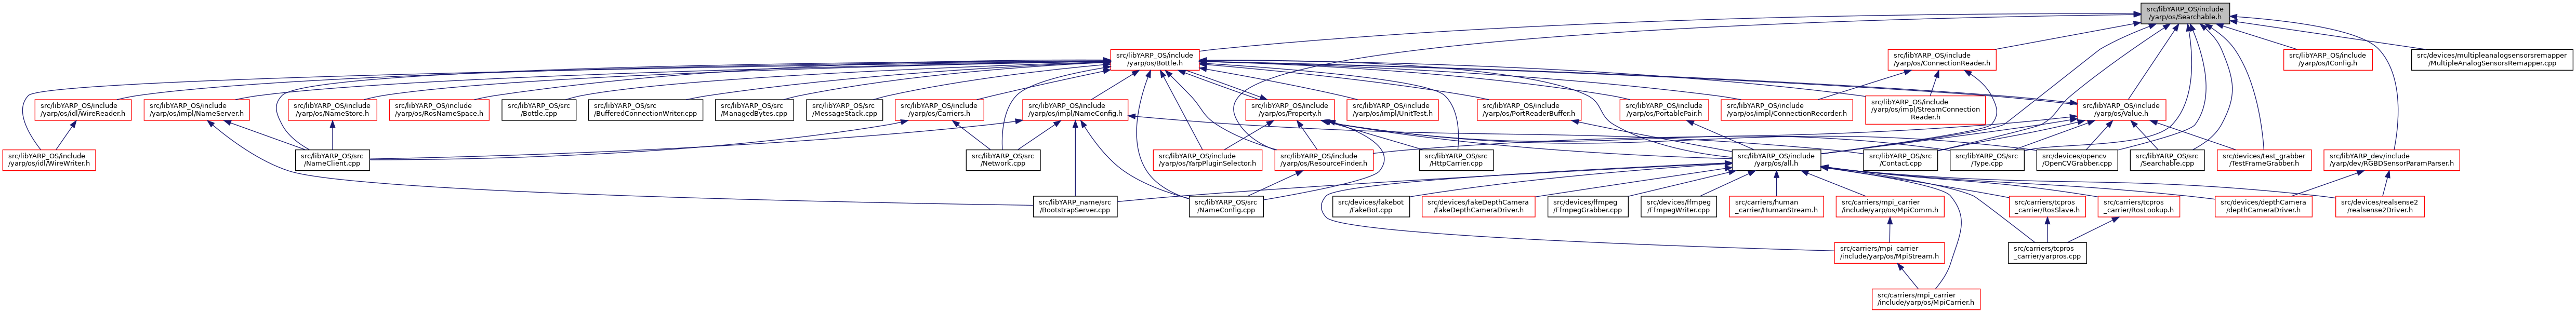 src/libYARP_OS/include
/yarp/os/Searchable.h
src/libYARP_OS/include
/yarp/os/Bottle.h
src/libYARP_OS/include
/yarp/os/ConnectionReader.h
src/libYARP_OS/include
/yarp/os/IConfig.h
src/devices/multipleanalogsensorsremapper
/MultipleAnalogSensorsRemapper.cpp
src/libYARP_OS/include
/yarp/os/idl/WireReader.h
src/libYARP_OS/include
/yarp/os/impl/NameServer.h
src/libYARP_OS/include
/yarp/os/NameStore.h
src/libYARP_OS/include
/yarp/os/RosNameSpace.h
src/libYARP_OS/src
/Bottle.cpp
src/libYARP_OS/src
/BufferedConnectionWriter.cpp
src/libYARP_OS/src
/ManagedBytes.cpp
src/libYARP_OS/src
/MessageStack.cpp
src/libYARP_OS/include
/yarp/os/Carriers.h
src/libYARP_OS/include
/yarp/os/impl/NameConfig.h
src/libYARP_OS/include
/yarp/os/Property.h
src/libYARP_OS/include
/yarp/os/impl/UnitTest.h
src/libYARP_OS/include
/yarp/os/PortReaderBuffer.h
src/libYARP_OS/include
/yarp/os/PortablePair.h
src/libYARP_OS/include
/yarp/os/impl/ConnectionRecorder.h
src/libYARP_OS/include
/yarp/os/impl/StreamConnection
Reader.h
src/libYARP_OS/include
/yarp/os/Value.h
src/libYARP_OS/include
/yarp/os/idl/WireWriter.h
src/libYARP_OS/src
/NameClient.cpp
src/libYARP_OS/src
/Network.cpp
src/libYARP_OS/include
/yarp/os/YarpPluginSelector.h
src/libYARP_OS/include
/yarp/os/ResourceFinder.h
src/libYARP_OS/src
/HttpCarrier.cpp
src/libYARP_OS/include
/yarp/os/all.h
src/libYARP_OS/src
/Contact.cpp
src/libYARP_OS/src
/Type.cpp
src/devices/opencv
/OpenCVGrabber.cpp
src/libYARP_OS/src
/Searchable.cpp
src/devices/test_grabber
/TestFrameGrabber.h
src/libYARP_dev/include
/yarp/dev/RGBDSensorParamParser.h
src/libYARP_name/src
/BootstrapServer.cpp
src/libYARP_OS/src
/NameConfig.cpp
src/devices/fakebot
/FakeBot.cpp
src/devices/fakeDepthCamera
/fakeDepthCameraDriver.h
src/devices/ffmpeg
/FfmpegGrabber.cpp
src/devices/ffmpeg
/FfmpegWriter.cpp
src/carriers/human
_carrier/HumanStream.h
src/carriers/mpi_carrier
/include/yarp/os/MpiComm.h
src/carriers/tcpros
_carrier/RosSlave.h
src/carriers/tcpros
_carrier/RosLookup.h
src/devices/depthCamera
/depthCameraDriver.h
src/devices/realsense2
/realsense2Driver.h
src/carriers/mpi_carrier
/include/yarp/os/MpiStream.h
src/carriers/tcpros
_carrier/yarpros.cpp
src/carriers/mpi_carrier
/include/yarp/os/MpiCarrier.h